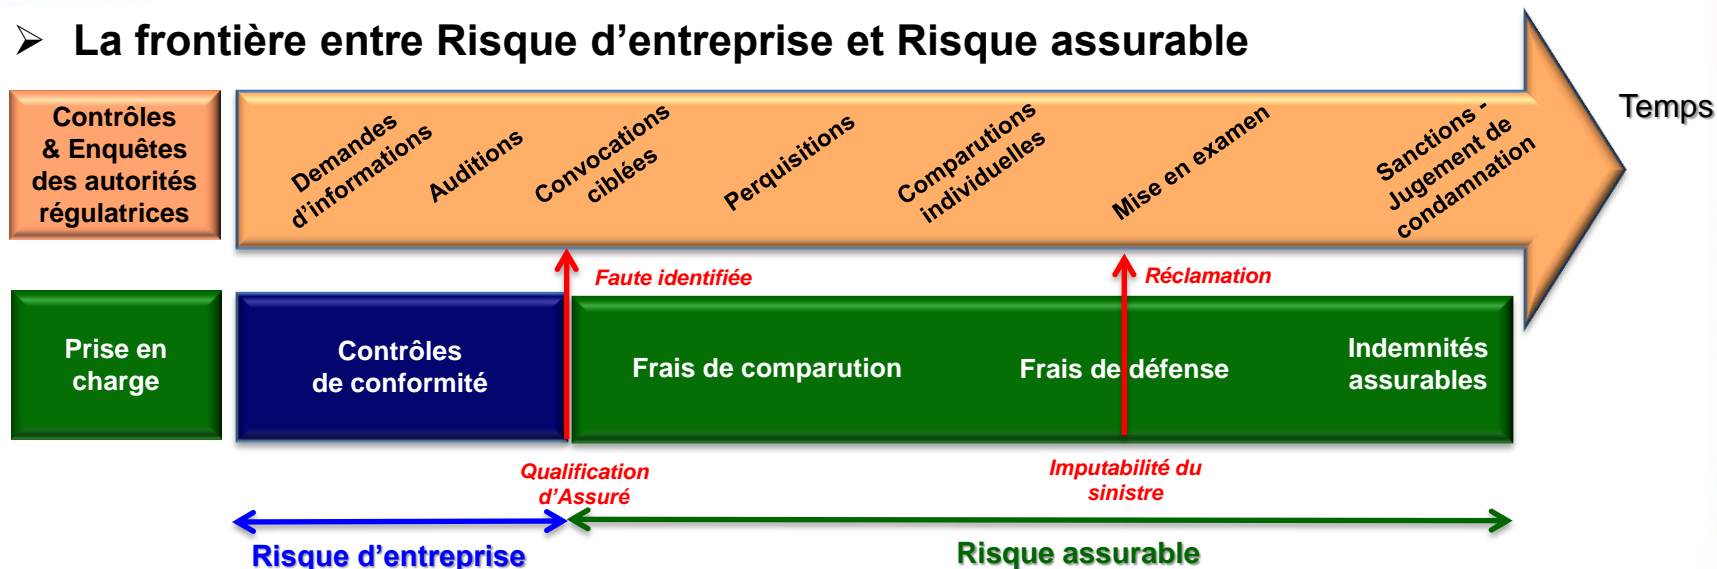 ➢ La frontière entre Risque d’entreprise et Risque assurable
Contrôles
& Enquêtes
des autorités
régulatrices
Demandes
d’informations
Auditions
Convocations
ciblées
Perquisitions
Comparutions
individuelles
Mise en examen
Sanctions -
Jugement de
condamnation
Temps
Faute identifiée
Réclamation
Prise en
charge
Contrôles
de conformité
Frais de comparution
Frais de défense
Indemnités
assurables
Qualification
d’Assuré
Imputabilité du
sinistre
Risque d’entreprise
Risque assurable